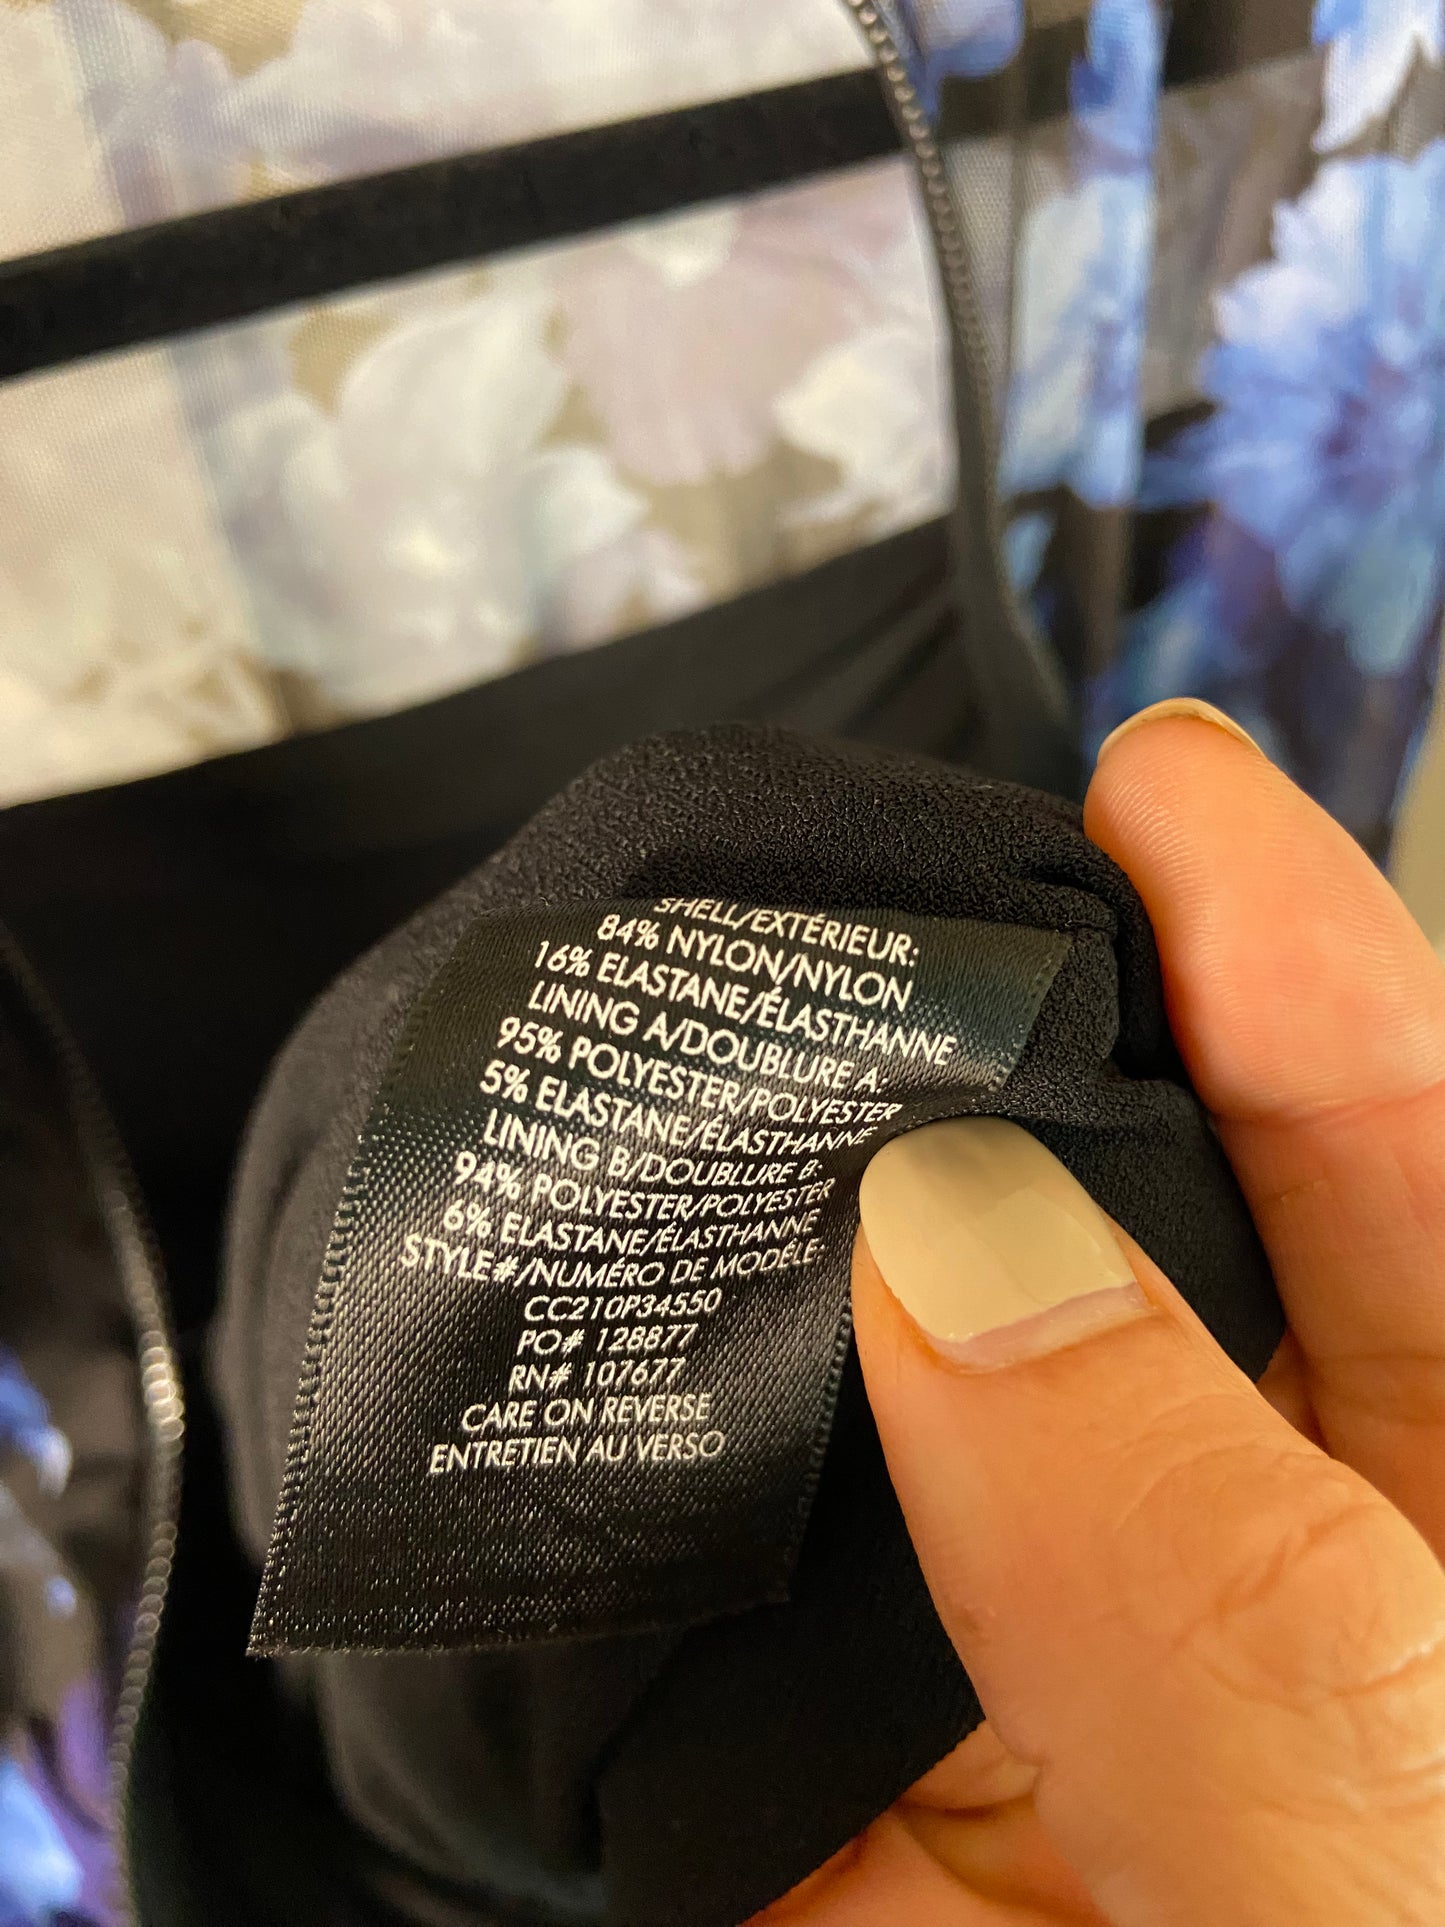 SHELL/EXTÉRIEUR:
84% NYLON/NYLON
16% ELASTANE/ÉLASTHANNE
LINING A/DOUBLURE A:
95% POLYESTER/POLYESTER
5% ELASTANE/ÉLASTHANNE
LINING B/DOUBLURE B:
94% POLYESTER/POLYESTER
6% ELASTANE/ÉLASTHANNE
STYLE#/NUMÉRO DE MODÉLE:
CC210P34550
PO# 128877
RN# 107677
CARE ON REVERSE
ENTRETIEN AU VERSO